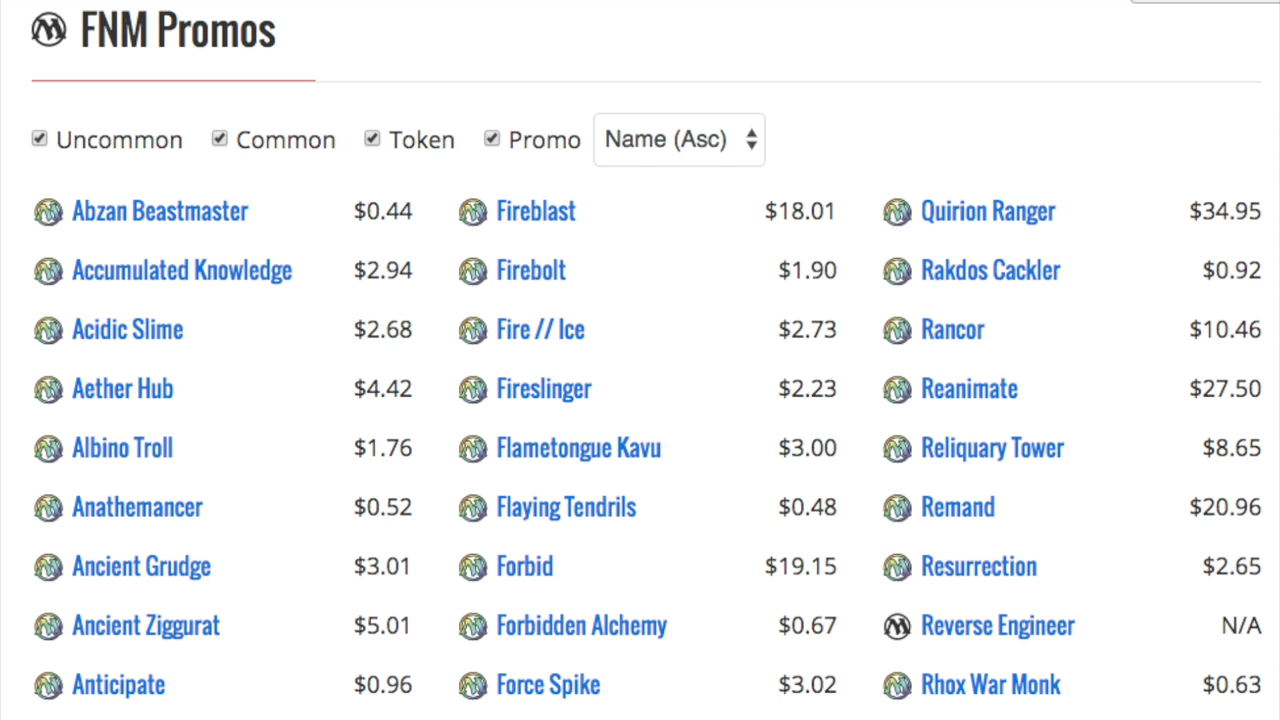 FNM Promos
Uncommon Common Token Promo Name (Asc)
Abzan Beastmaster $0.44 Fireblast $18.01 Quirion Ranger $34.95
Accumulated Knowledge $2.94 Firebolt $1.90 Rakdos Cackler $0.92
Acidic Slime $2.68 Fire // Ice $2.73 Rancor $10.46
Aether Hub $4.42 Fireslinger $2.23 Reanimate $27.50
Albino Troll $1.76 Flametongue Kavu $3.00 Reliquary Tower $8.65
Anathemancer $0.52 Flaying Tendrils $0.48 Remand $20.96
Ancient Grudge $3.01 Forbid $19.15 Resurrection $2.65
Ancient Ziggurat $5.01 Forbidden Alchemy $0.67 Reverse Engineer N/A
Anticipate $0.96 Force Spike $3.02 Rhox War Monk $0.63